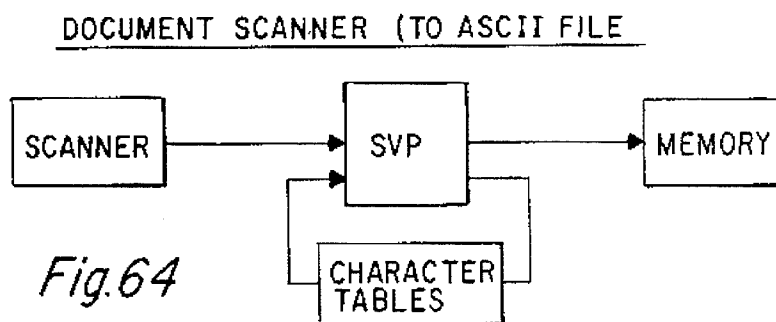 DOCUMENT SCANNER (TO ASCII FILE
SCANNER
SVP
MEMORY
CHARACTER
TABLES
Fig.64